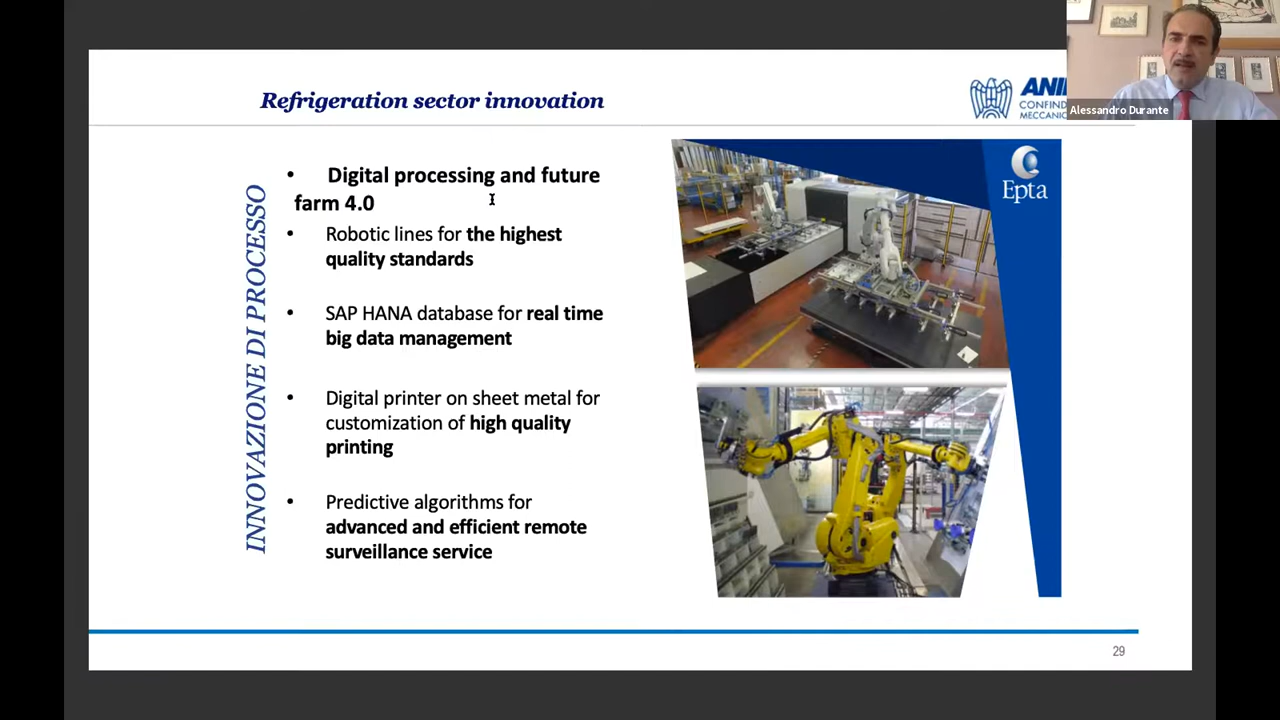 Refrigeration sector innovation
CONFIND
MECCANIC
Alessandro Durante
INNOVAZIONE DI PROCESSO
• Digital processing and future
farm 4.0
• Robotic lines for the highest
quality standards
• SAP HANA database for real time
big data management
• Digital printer on sheet metal for
customization of high quality
printing
• Predictive algorithms for
advanced and efficient remote
surveillance service
Epta
29